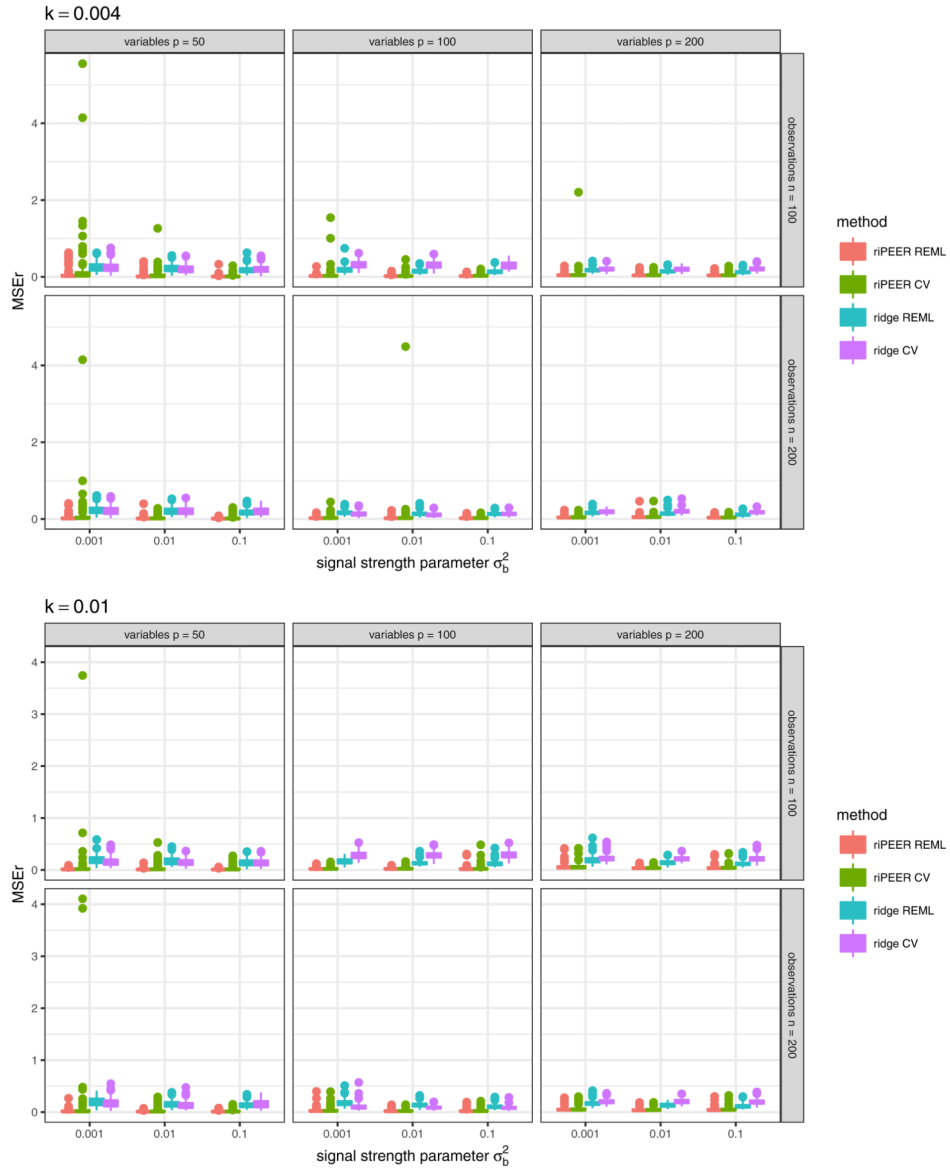 k = 0.004
variables p = 50
variables p = 100
variables p = 200
4
2
0
observations n = 100
4
2
0
observations n = 200
MSEr
0.001
0.01
0.1
0.001
0.01
0.1
0.001
0.01
0.1
signal strength parameter σ_b^2
method
riPEER REML
riPEER CV
ridge REML
ridge CV
k = 0.01
variables p = 50
variables p = 100
variables p = 200
4
3
2
1
0
observations n = 100
4
3
2
1
0
observations n = 200
MSEr
0.001
0.01
0.1
0.001
0.01
0.1
0.001
0.01
0.1
signal strength parameter σ_b^2
method
riPEER REML
riPEER CV
ridge REML
ridge CV